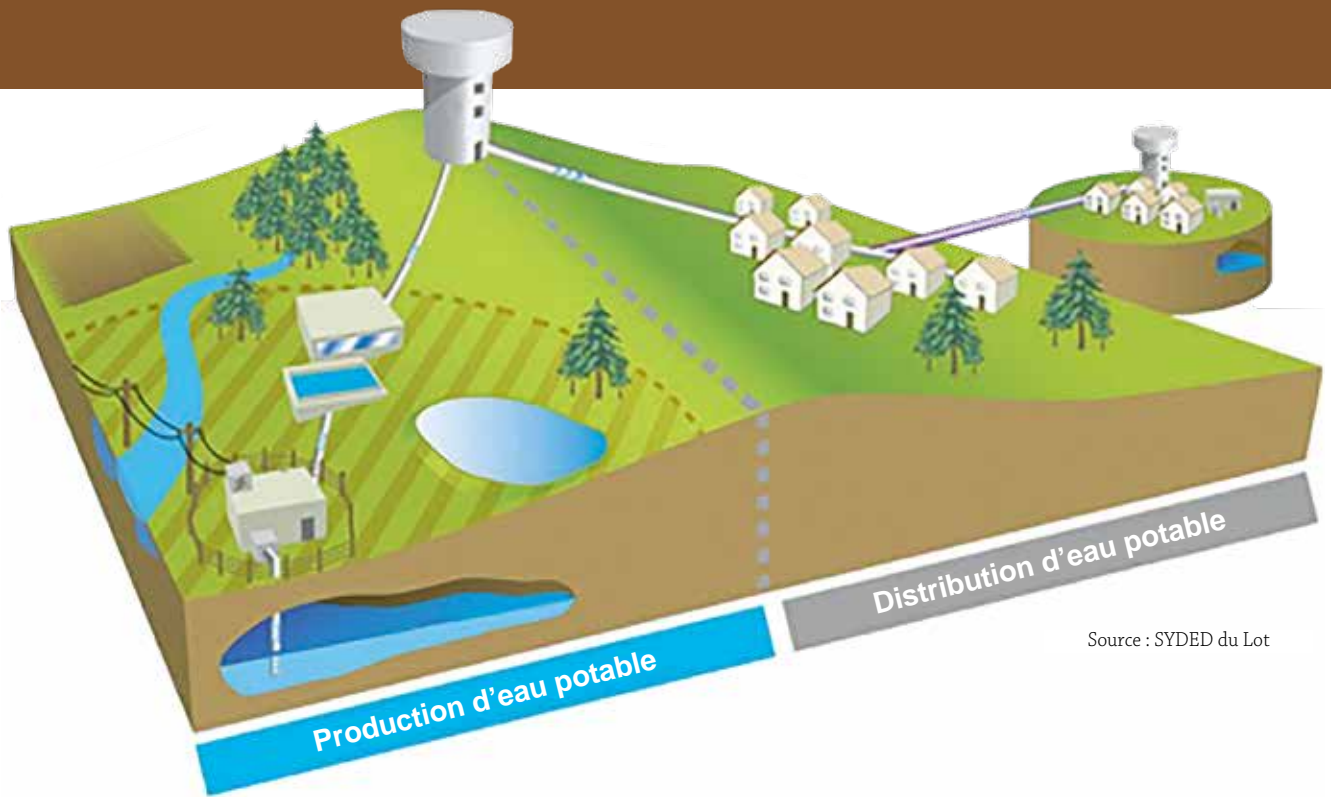 Distribution d’eau potable
Source : SYDED du Lot
Production d’eau potable